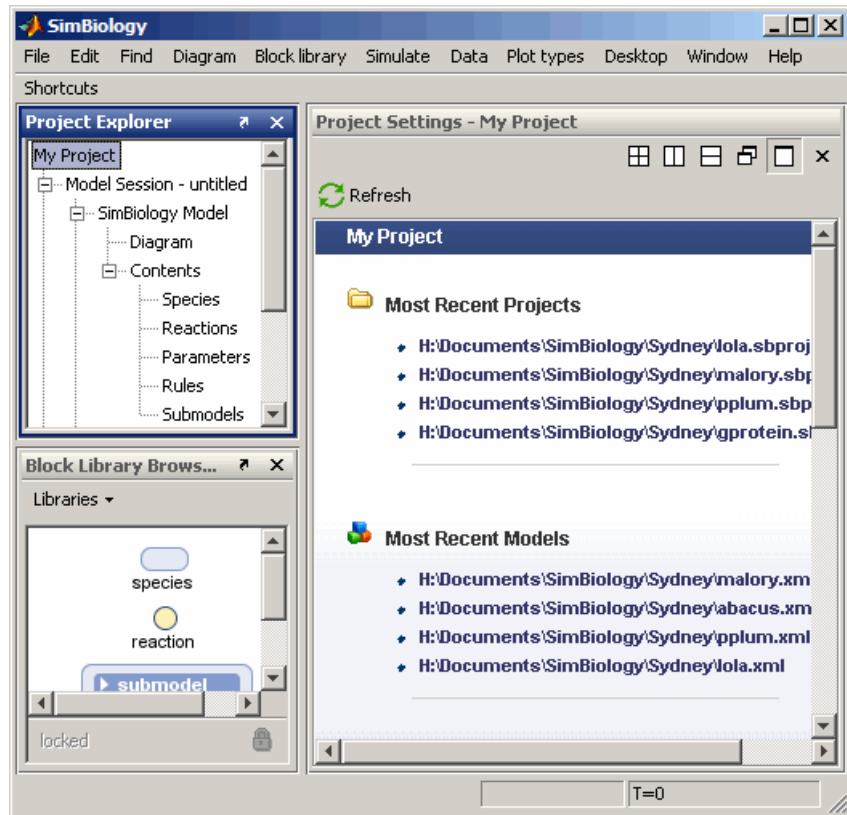 SimBiology
File Edit Find Diagram Block library Simulate Data Plot types Desktop Window Help
Shortcuts
Project Explorer
My Project
Model Session - untitled
SimBiology Model
Diagram
Contents
Species
Reactions
Parameters
Rules
Submodels
Block Library Brows...
Libraries
species
reaction
submodel
locked
Project Settings - My Project
Refresh
My Project
Most Recent Projects
H:\Documents\SimBiology\Sydney\lola.sbproj
H:\Documents\SimBiology\Sydney\malory.sbp
H:\Documents\SimBiology\Sydney\pplum.sbp
H:\Documents\SimBiology\Sydney\gprotein.sl
Most Recent Models
H:\Documents\SimBiology\Sydney\malory.xm
H:\Documents\SimBiology\Sydney\abacus.xm
H:\Documents\SimBiology\Sydney\pplum.xml
H:\Documents\SimBiology\Sydney\lola.xml
T=0